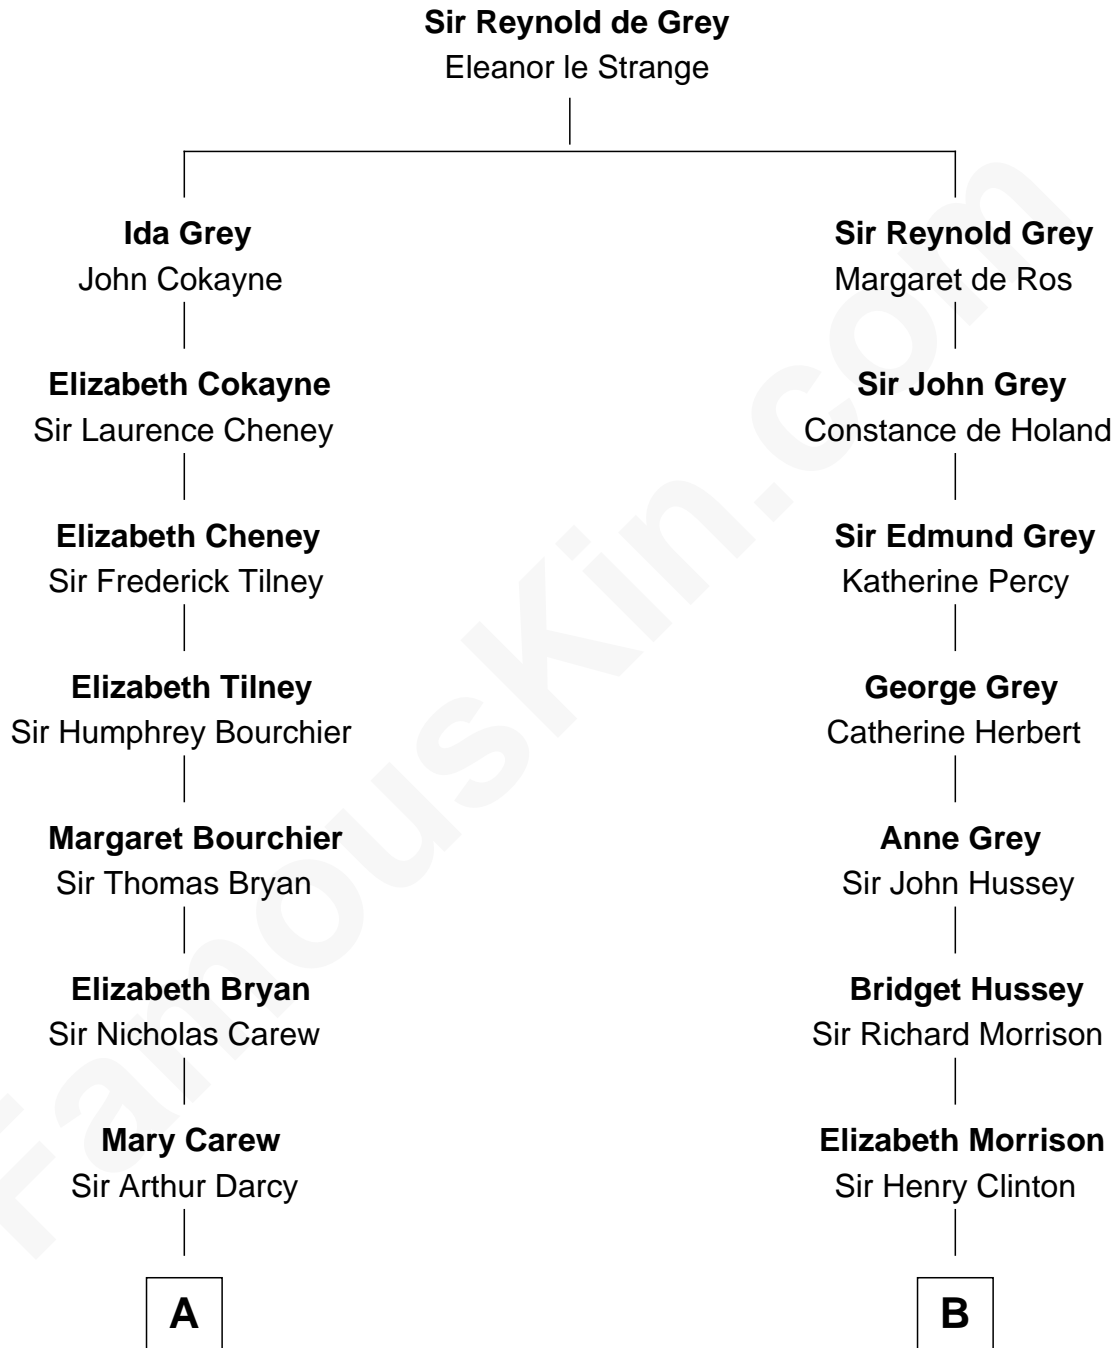 Sir Reynold de Grey
Eleanor le Strange
Ida Grey
John Cokayne
Sir Reynold Grey
Margaret de Ros
Elizabeth Cokayne
Sir Laurence Cheney
Sir John Grey
Constance de Holand
Elizabeth Cheney
Sir Frederick Tilney
Sir Edmund Grey
Katherine Percy
Elizabeth Tilney
Sir Humphrey Bourchier
George Grey
Catherine Herbert
Margaret Bourchier
Sir Thomas Bryan
Anne Grey
Sir John Hussey
Elizabeth Bryan
Sir Nicholas Carew
Bridget Hussey
Sir Richard Morrison
Mary Carew
Sir Arthur Darcy
Elizabeth Morrison
Sir Henry Clinton
A
B
FamousKin.com